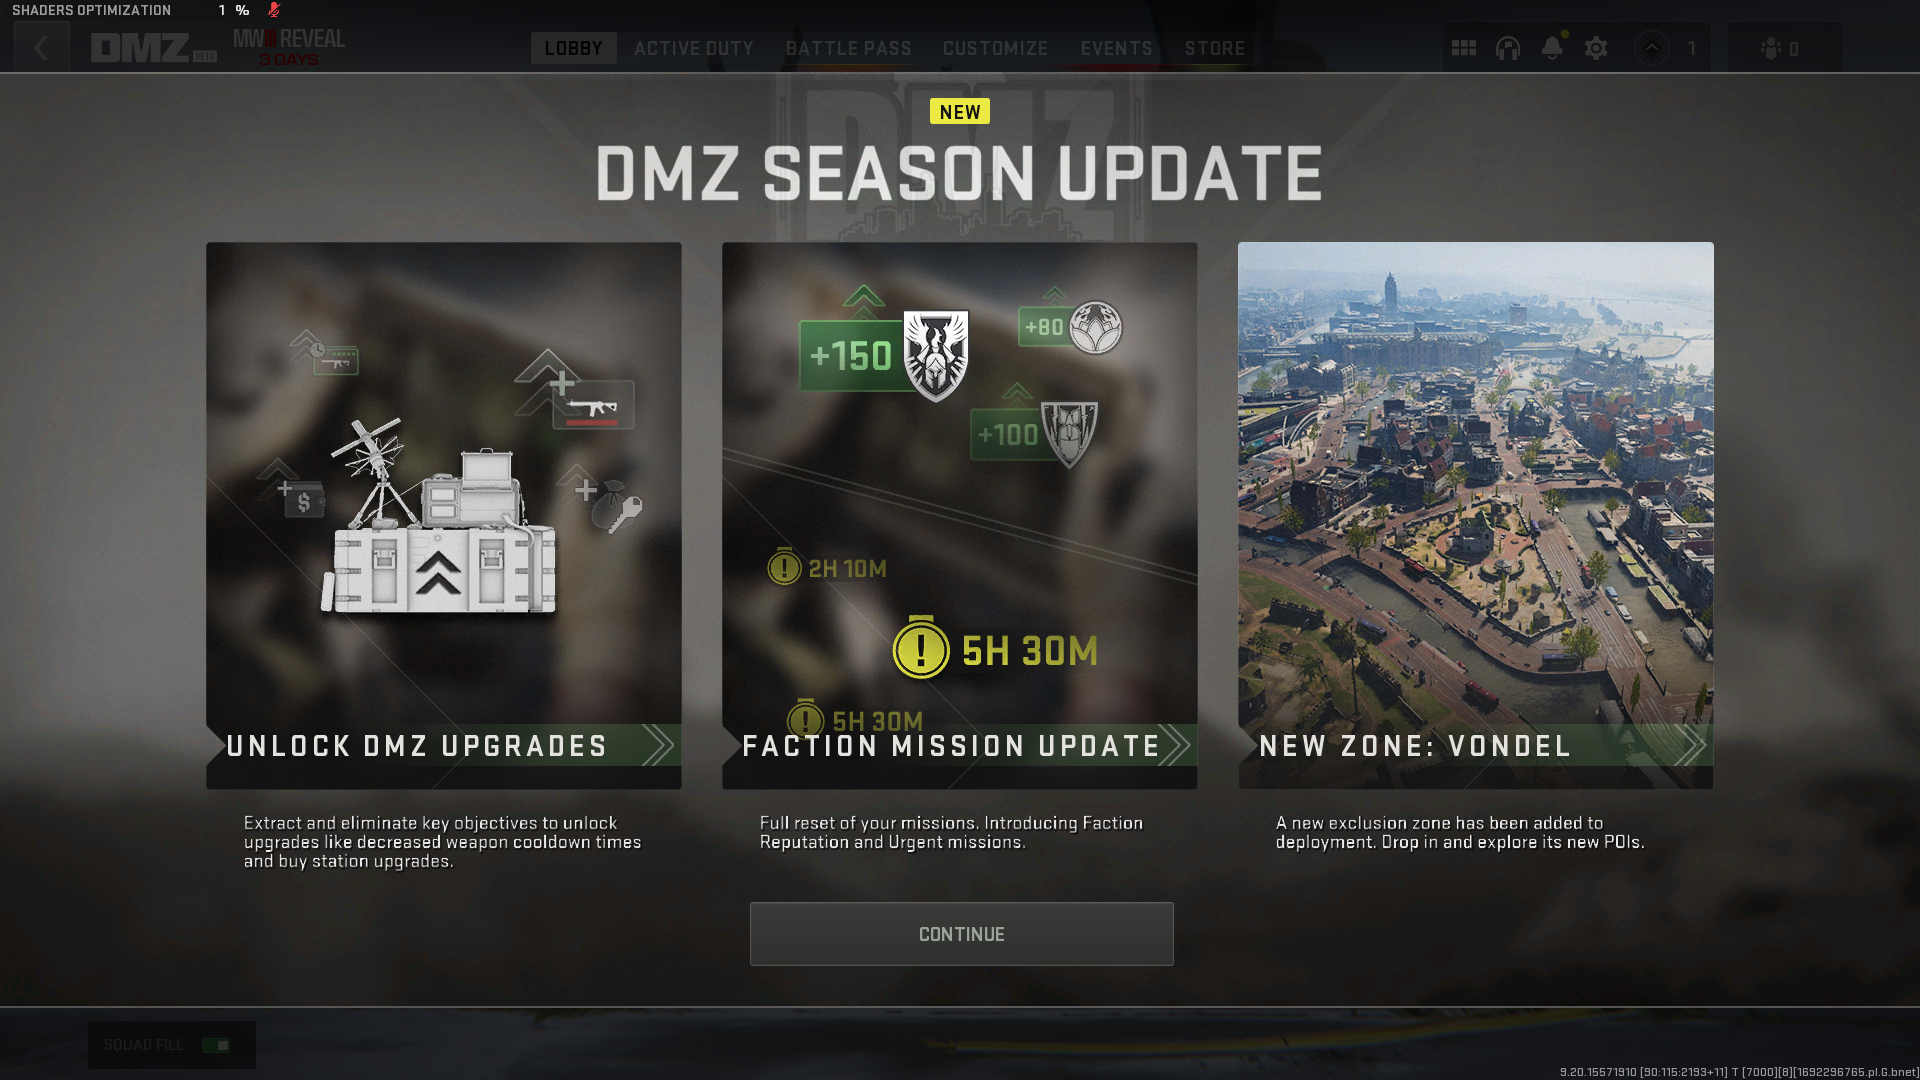 SHADERS OPTIMIZATION 1 %
DMZ BETA
MWIII REVEAL
3 DAYS
LOBBY ACTIVE DUTY BATTLE PASS CUSTOMIZE EVENTS STORE
1
0
NEW
DMZ SEASON UPDATE
+150
+80
+100
$
2H 10M
5H 30M
5H 30M
UNLOCK DMZ UPGRADES
Extract and eliminate key objectives to unlock
upgrades like decreased weapon cooldown times
and buy station upgrades.
FACTION MISSION UPDATE
Full reset of your missions. Introducing Faction
Reputation and Urgent missions.
NEW ZONE: VONDEL
A new exclusion zone has been added to
deployment. Drop in and explore its new POIs.
CONTINUE
SQUAD FILL
9.20.15571910 [90:115:2193+11] T [7000][8][1692296765.pl.G.bnet]